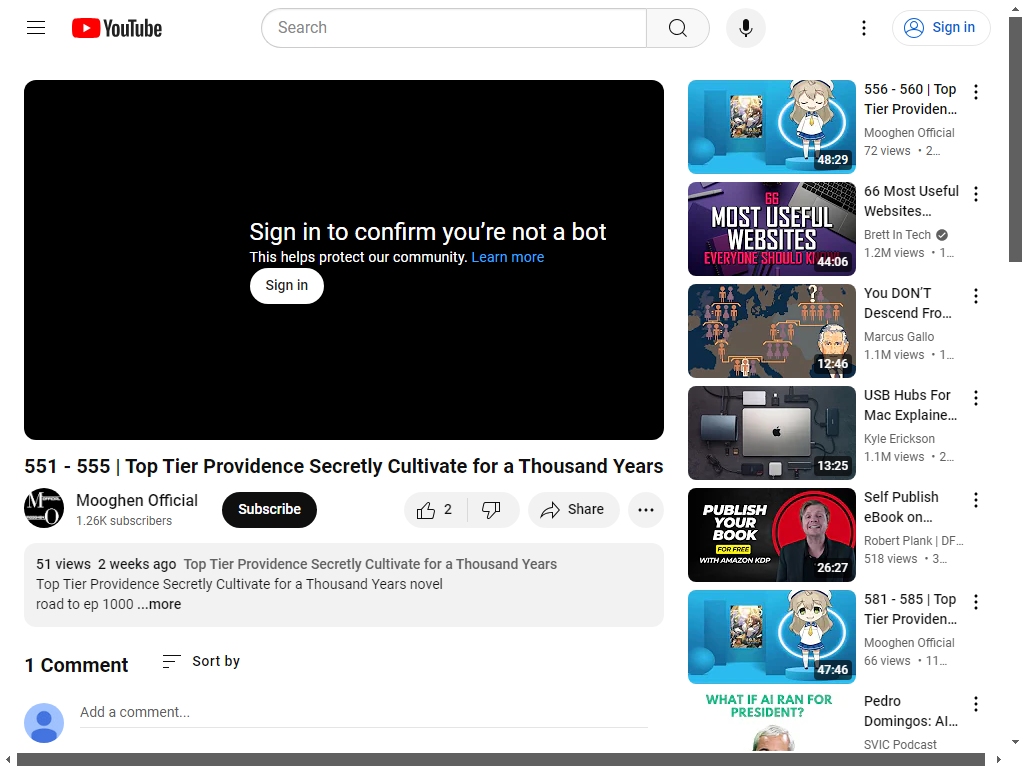 YouTube
Search
Sign in
Sign in to confirm you’re not a bot
This helps protect our community. Learn more
Sign in
551 - 555 | Top Tier Providence Secretly Cultivate for a Thousand Years
Mooghen Official
1.26K subscribers
Subscribe
2
Share
51 views 2 weeks ago Top Tier Providence Secretly Cultivate for a Thousand Years
Top Tier Providence Secretly Cultivate for a Thousand Years novel
road to ep 1000 ...more
1 Comment
Sort by
Add a comment...
48:29
556 - 560 | Top
Tier Providen...
Mooghen Official
72 views • 2...
66
MOST USEFUL
WEBSITES
EVERYONE SHOULD
44:06
66 Most Useful
Websites...
Brett In Tech
1.2M views • 1...
?
12:46
You DON'T
Descend Fro...
Marcus Gallo
1.1M views • 1...
13:25
USB Hubs For
Mac Explaine...
Kyle Erickson
1.1M views • 2...
PUBLISH
YOUR
BOOK
FOR FREE
WITH AMAZON KDP
26:27
Self Publish
eBook on...
Robert Plank | DF...
518 views • 3...
47:46
581 - 585 | Top
Tier Providen...
Mooghen Official
66 views • 11...
WHAT IF AI RAN FOR
PRESIDENT?
Pedro
Domingos: AI...
SVIC Podcast